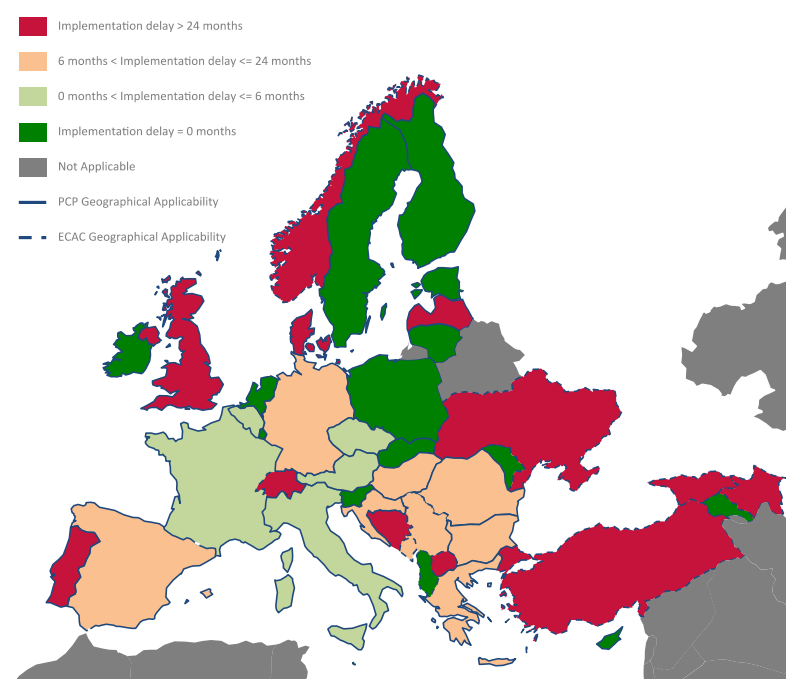 Implementation delay > 24 months
6 months < Implementation delay <= 24 months
0 months < Implementation delay <= 6 months
Implementation delay = 0 months
Not Applicable
PCP Geographical Applicability
ECAC Geographical Applicability